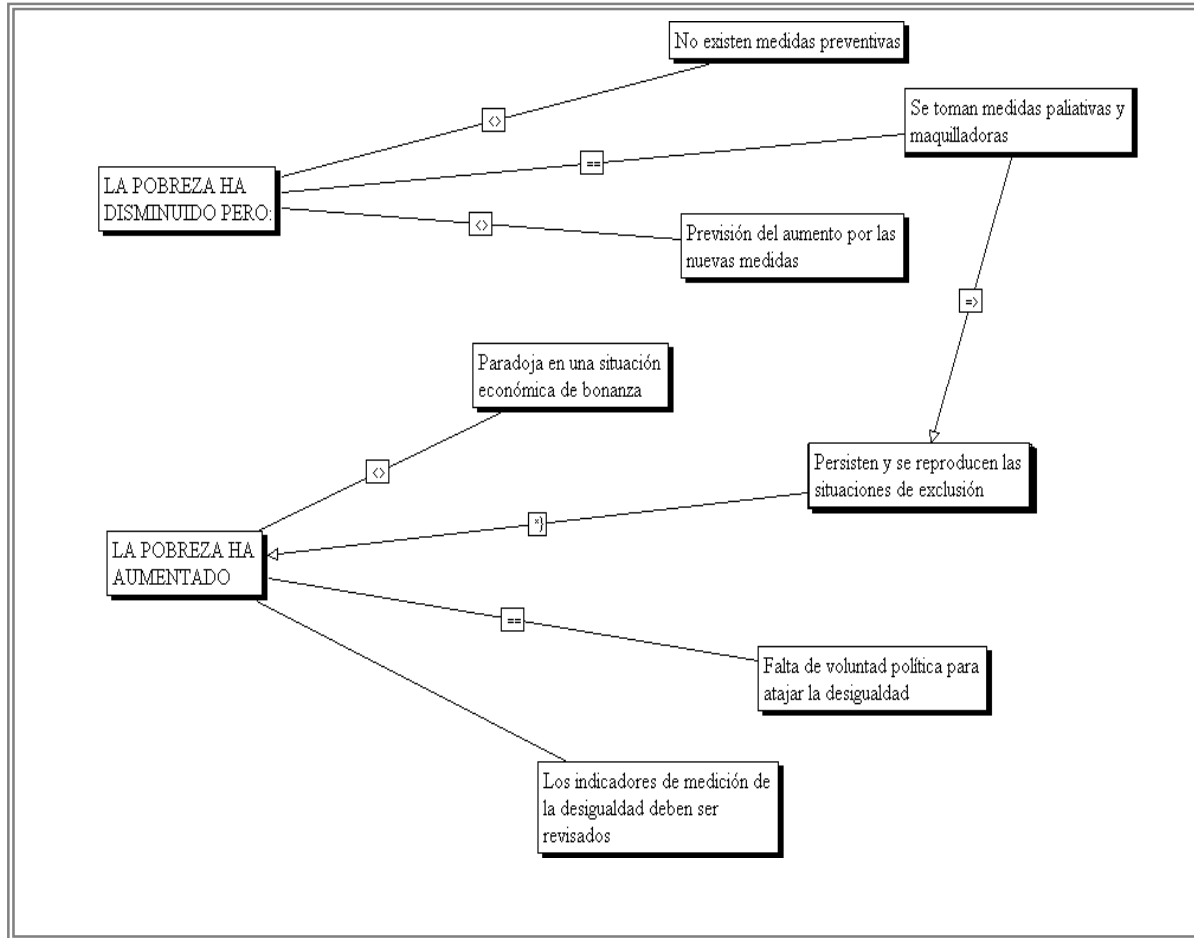 No existen medidas preventivas
<>
Se toman medidas paliativas y
maquilladoras
==
LA POBREZA HA
DISMINUIDO PERO:
<>
Previsión del aumento por las
nuevas medidas
=>
Paradoja en una situación
económica de bonanza
<>
Persisten y se reproducen las
situaciones de exclusión
*}
LA POBREZA HA
AUMENTADO
==
Falta de voluntad política para
atajar la desigualdad
Los indicadores de medición de
la desigualdad deben ser
revisados